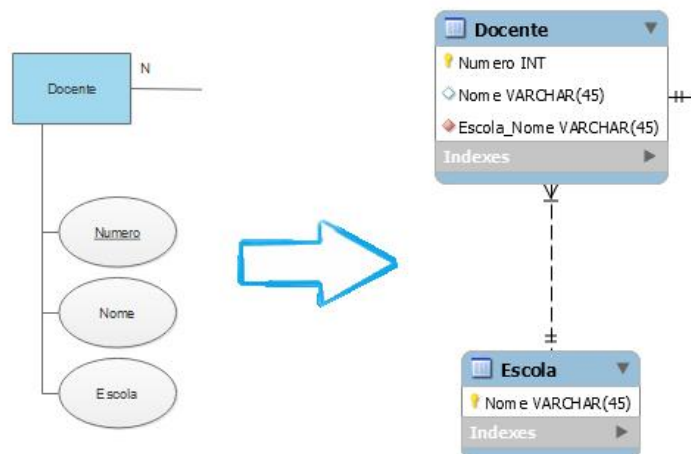 Docente
N
Numero
Nome
Escola
Docente
Numero INT
Nome VARCHAR(45)
Escola_Nome VARCHAR(45)
Indexes
Escola
Nome VARCHAR(45)
Indexes